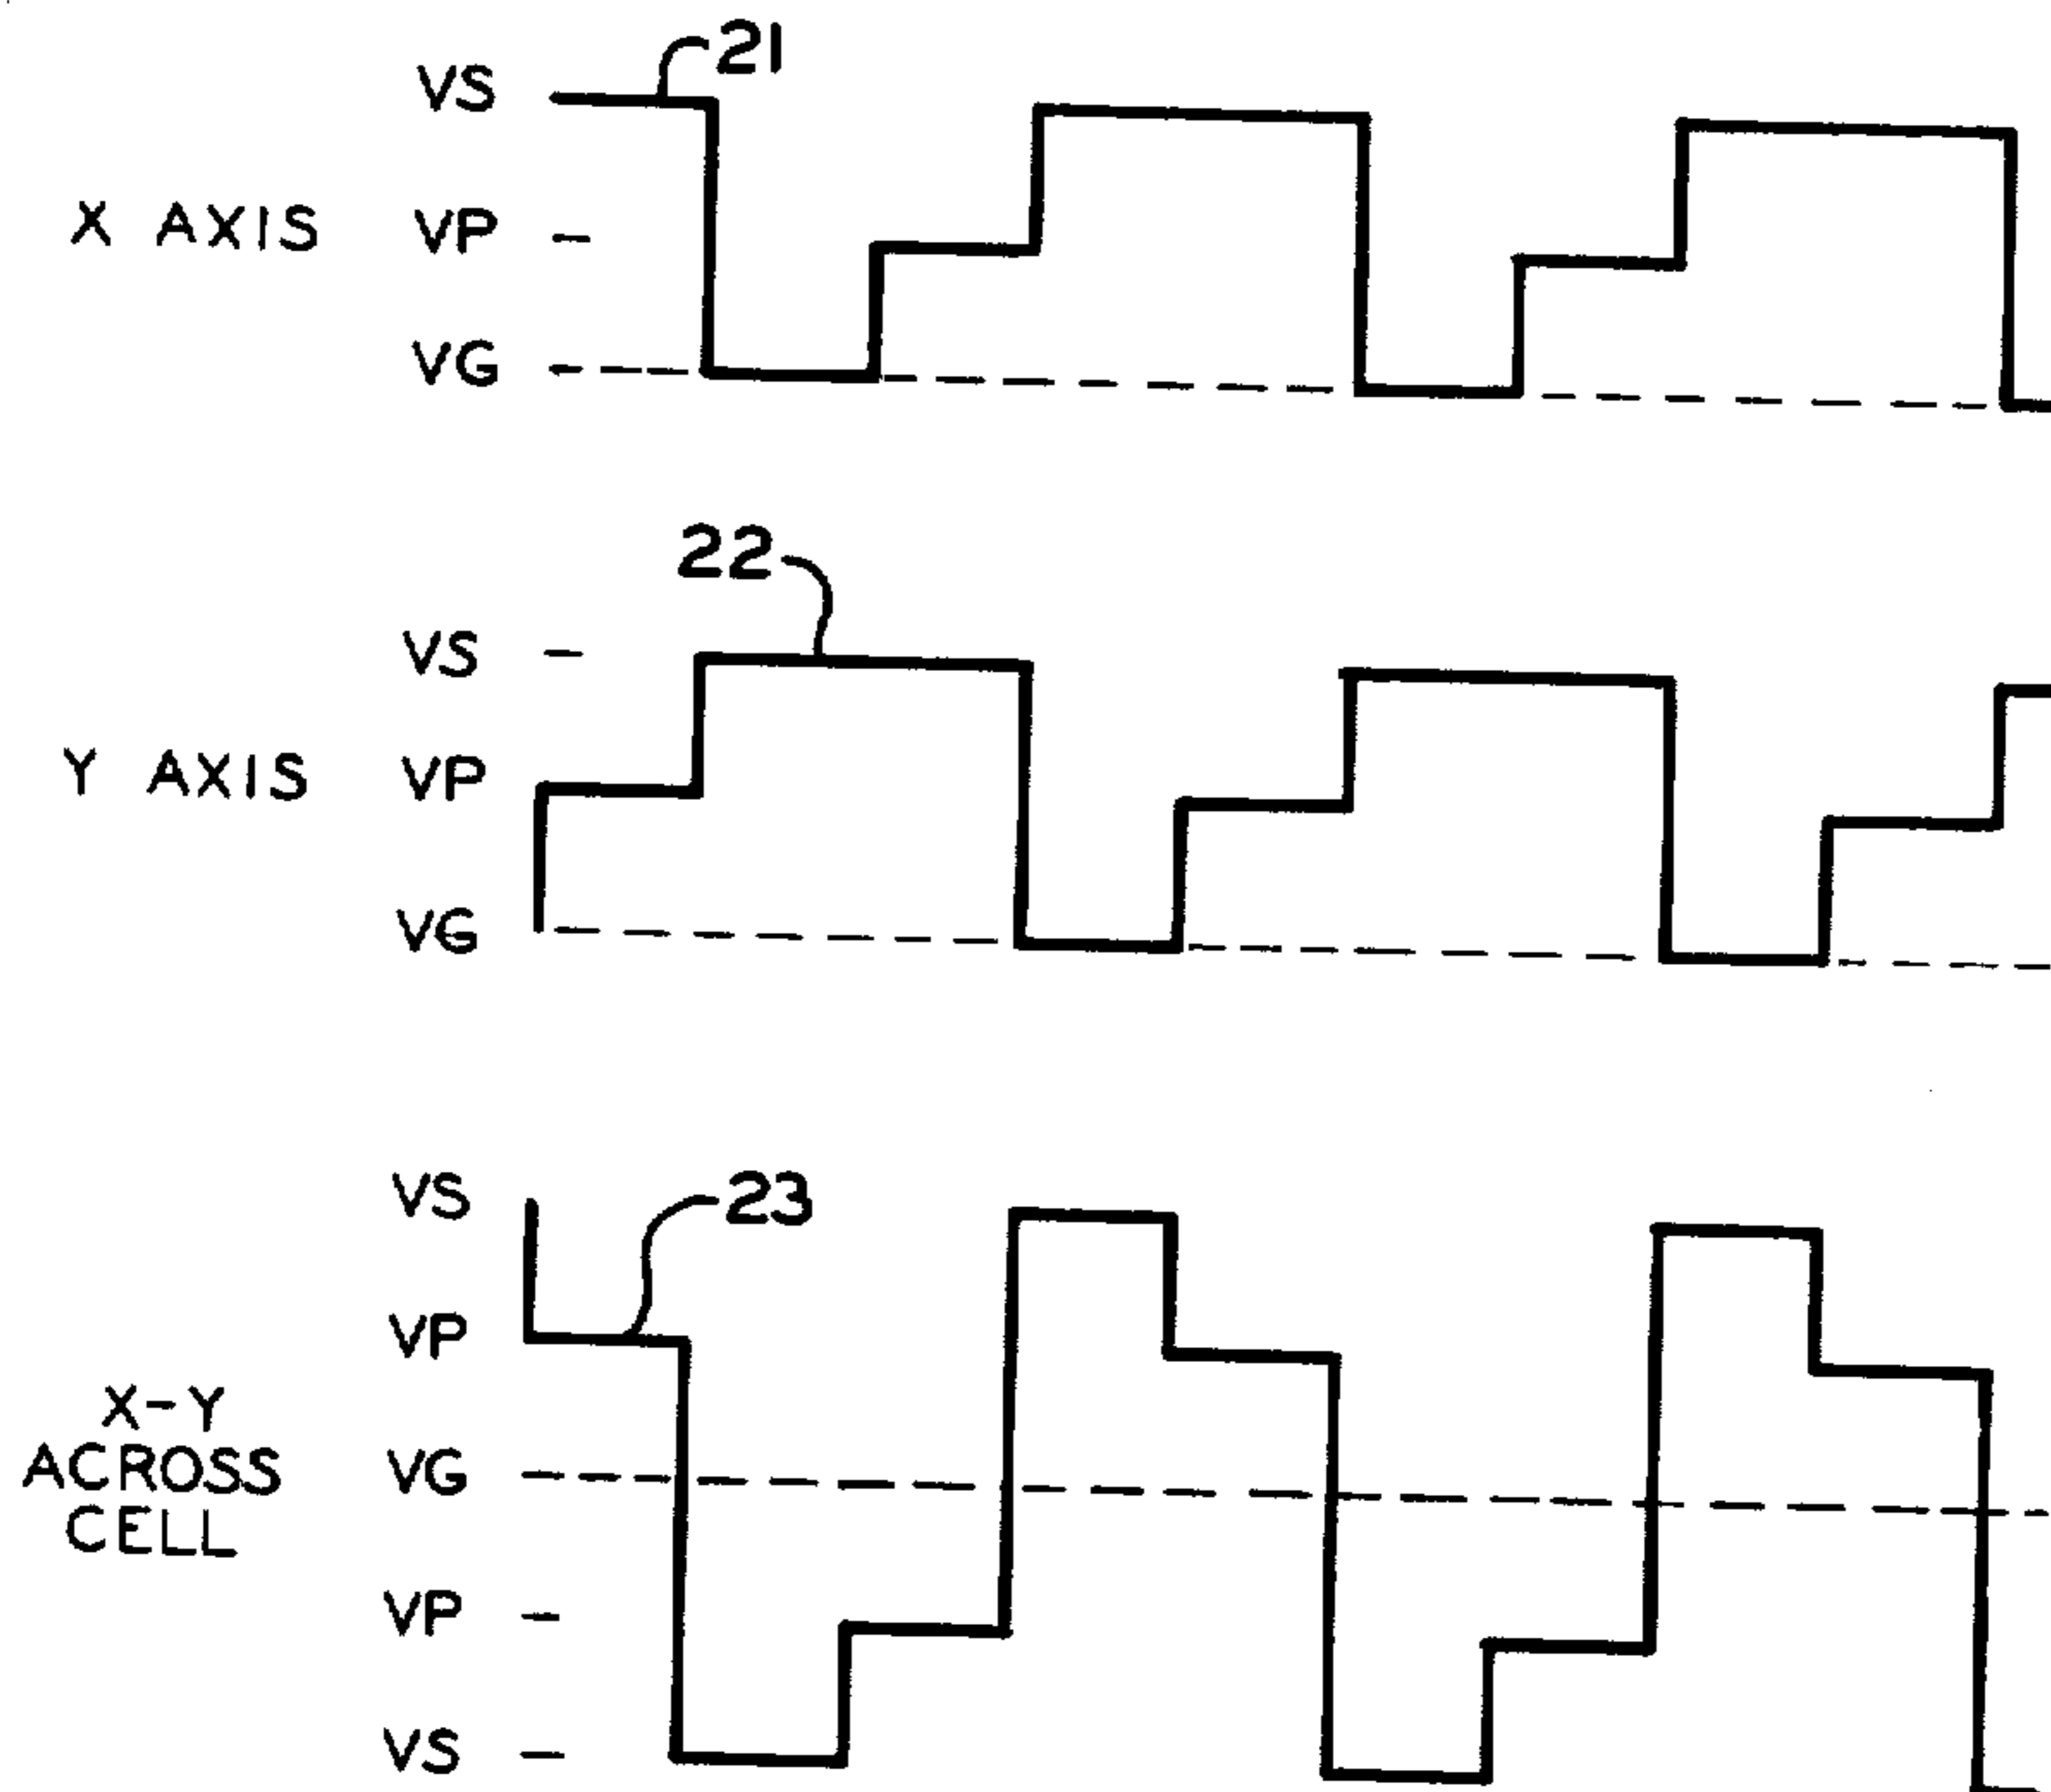 21
VS
X AXIS
VP
VG
22
VS
Y AXIS
VP
VG
VS
23
VP
X-Y
ACROSS
CELL
VG
VP
VS